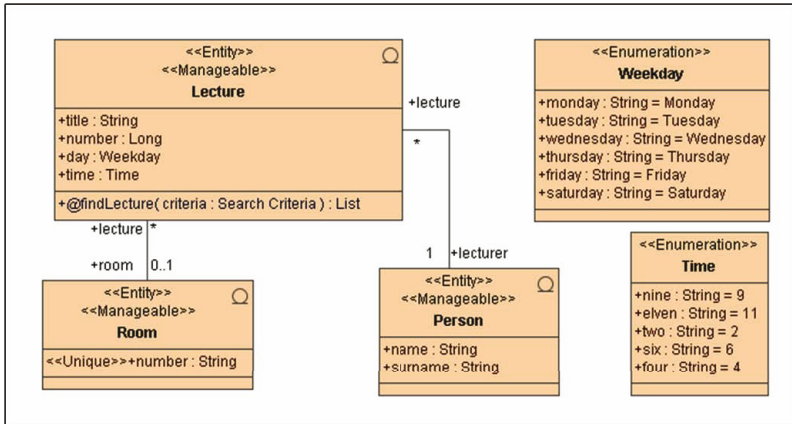 <<Entity>>
<<Manageable>>
Lecture
+title : String
+number : Long
+day : Weekday
+time : Time
+@findLecture( criteria : Search Criteria ) : List
+lecture
*
+lecture *
+room 0..1
1 +lecturer
<<Entity>>
<<Manageable>>
Room
<<Unique>>+number : String
<<Entity>>
<<Manageable>>
Person
+name : String
+surname : String
<<Enumeration>>
Weekday
+monday : String = Monday
+tuesday : String = Tuesday
+wednesday : String = Wednesday
+thursday : String = Thursday
+friday : String = Friday
+saturday : String = Saturday
<<Enumeration>>
Time
+nine : String = 9
+elven : String = 11
+two : String = 2
+six : String = 6
+four : String = 4